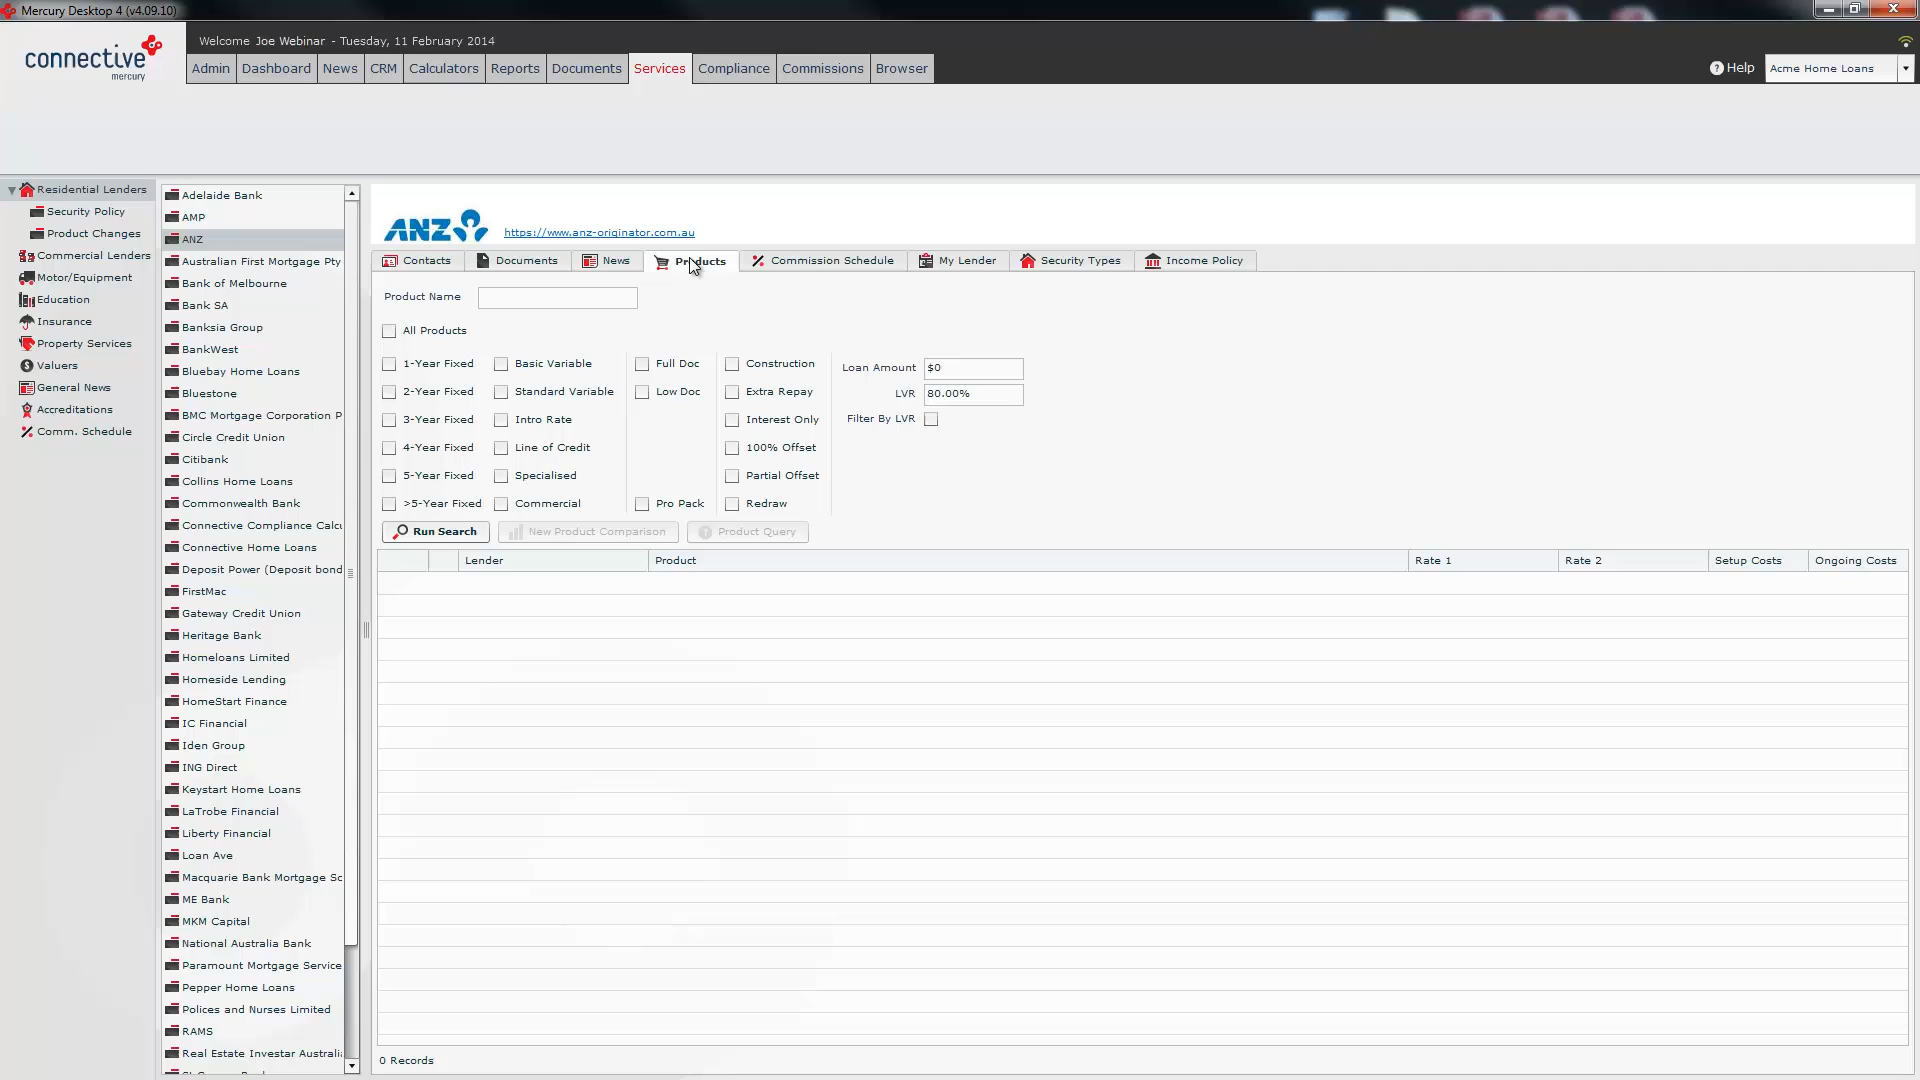 Mercury Desktop 4 (v4.09.10)
connective
mercury
Welcome Joe Webinar - Tuesday, 11 February 2014
Admin Dashboard News CRM Calculators Reports Documents Services Compliance Commissions Browser
Help Acme Home Loans
Residential Lenders
Security Policy
Product Changes
Commercial Lenders
Motor/Equipment
Education
Insurance
Property Services
Valuers
General News
Accreditations
Comm. Schedule
Adelaide Bank
AMP
ANZ
Australian First Mortgage Pty
Bank of Melbourne
Bank SA
Banksia Group
BankWest
Bluebay Home Loans
Bluestone
BMC Mortgage Corporation P
Circle Credit Union
Citibank
Collins Home Loans
Commonwealth Bank
Connective Compliance Calcu
Connective Home Loans
Deposit Power (Deposit bond
FirstMac
Gateway Credit Union
Heritage Bank
Homeloans Limited
Homeside Lending
HomeStart Finance
IC Financial
Iden Group
ING Direct
Keystart Home Loans
LaTrobe Financial
Liberty Financial
Loan Ave
Macquarie Bank Mortgage Sc
ME Bank
MKM Capital
National Australia Bank
Paramount Mortgage Service
Pepper Home Loans
Polices and Nurses Limited
RAMS
Real Estate Investar Australi
ANZ https://www.anz-originator.com.au
Contacts Documents News Products Commission Schedule My Lender Security Types Income Policy
Product Name
All Products
1-Year Fixed Basic Variable Full Doc Construction Loan Amount $0
2-Year Fixed Standard Variable Low Doc Extra Repay LVR 80.00%
3-Year Fixed Intro Rate Interest Only Filter By LVR
4-Year Fixed Line of Credit 100% Offset
5-Year Fixed Specialised Partial Offset
>5-Year Fixed Commercial Pro Pack Redraw
Run Search New Product Comparison Product Query
Lender Product Rate 1 Rate 2 Setup Costs Ongoing Costs
0 Records